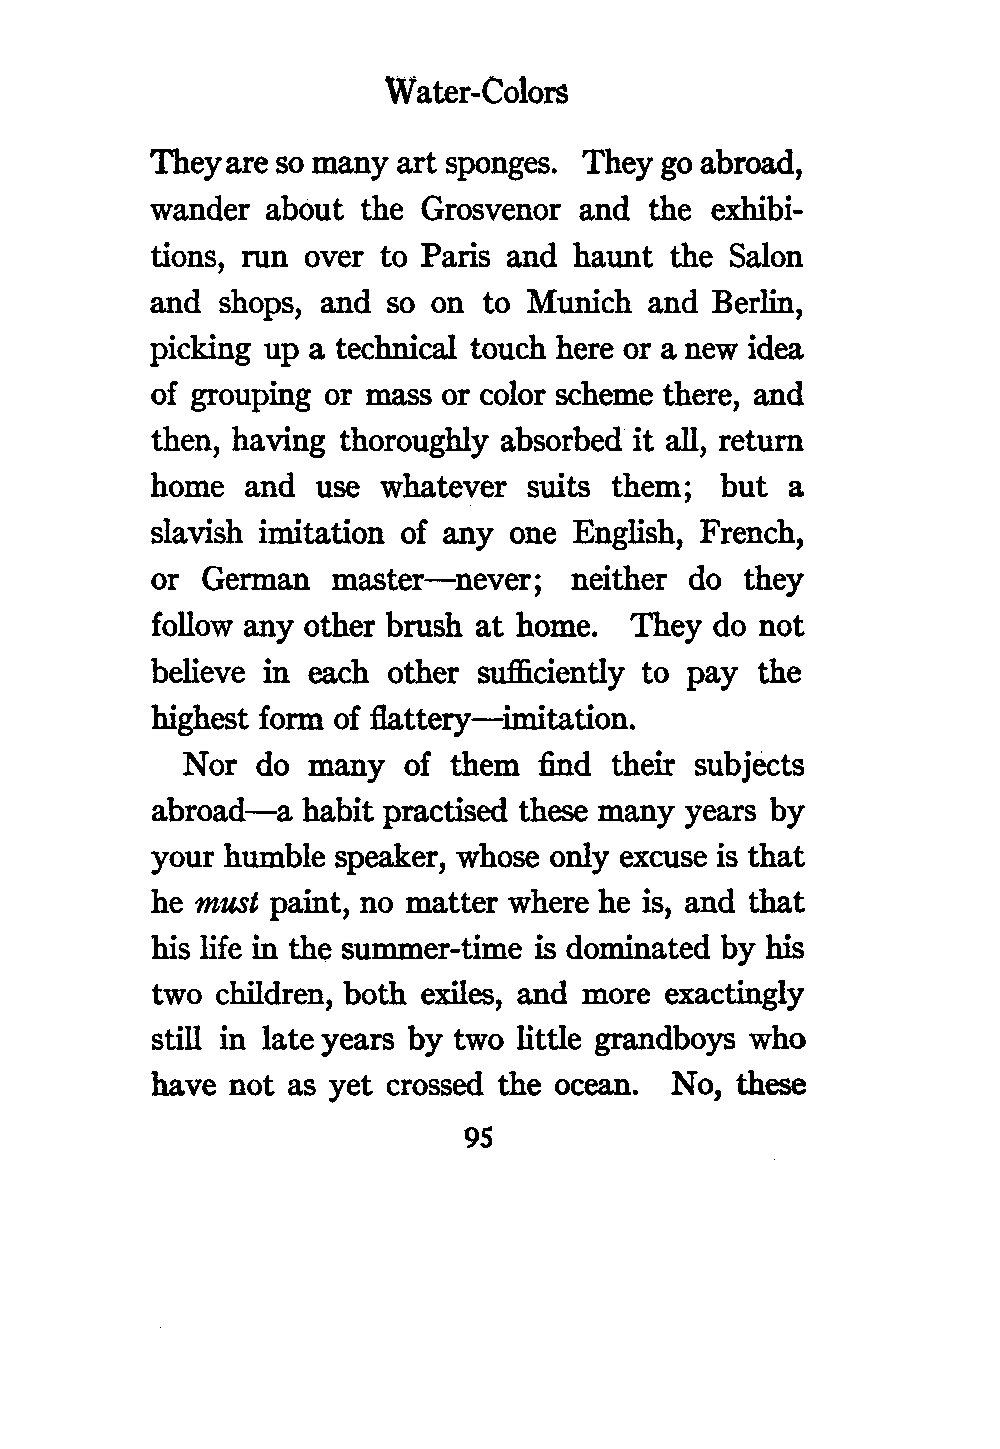 Water-Colors
They are so many art sponges. They go abroad,
wander about the Grosvenor and the exhibi-
tions, run over to Paris and haunt the Salon
and shops, and so on to Munich and Berlin,
picking up a technical touch here or a new idea
of grouping or mass or color scheme there, and
then, having thoroughly absorbed it all, return
home and use whatever suits them; but a
slavish imitation of any one English, French,
or German master—never; neither do they
follow any other brush at home. They do not
believe in each other sufficiently to pay the
highest form of flattery—imitation.
Nor do many of them find their subjects
abroad—a habit practised these many years by
your humble speaker, whose only excuse is that
he must paint, no matter where he is, and that
his life in the summer-time is dominated by his
two children, both exiles, and more exactingly
still in late years by two little grandboys who
have not as yet crossed the ocean. No, these
95